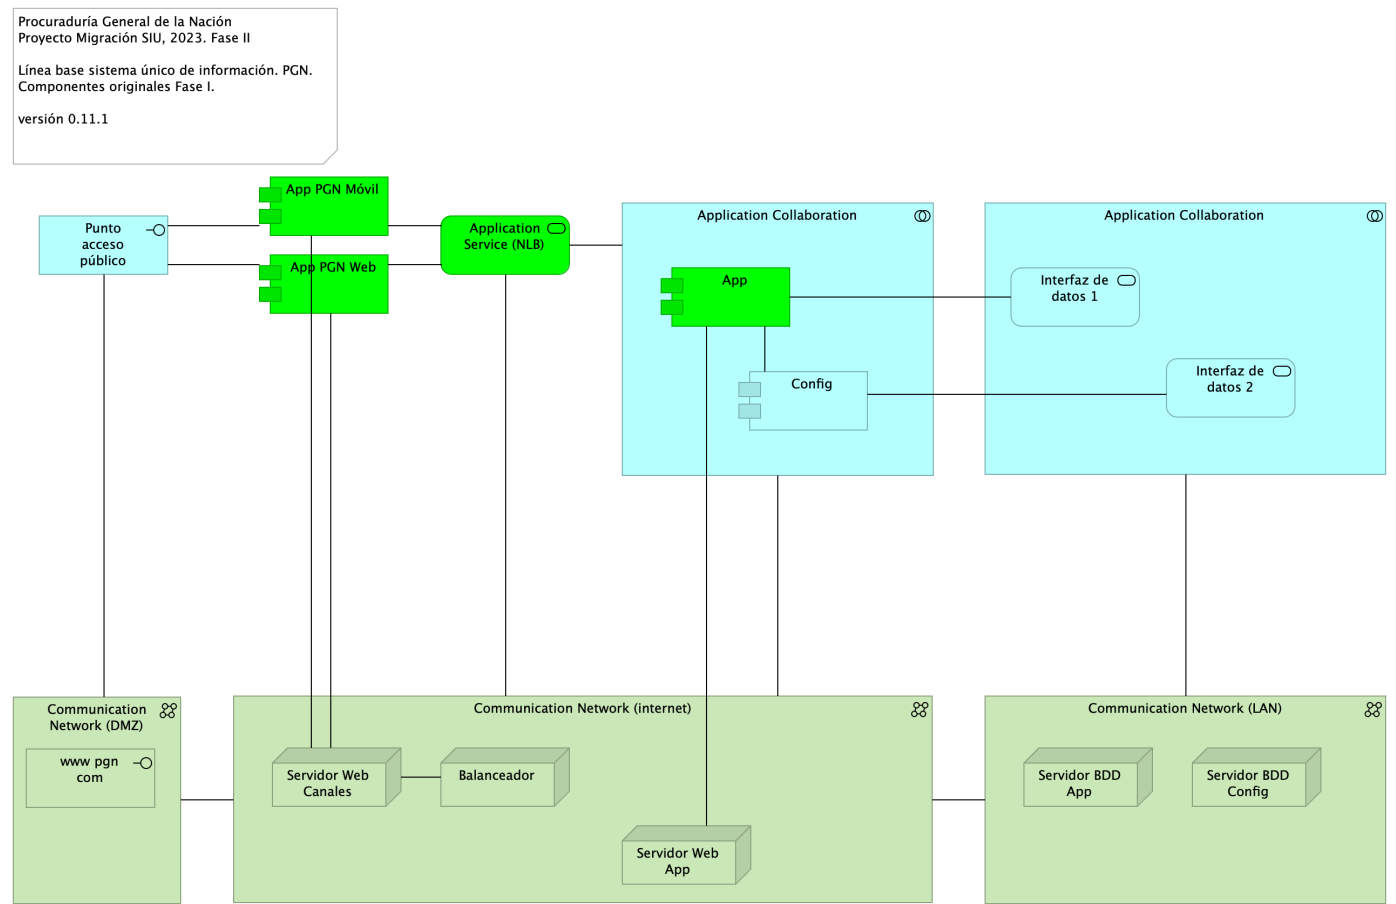 Procuraduría General de la Nación
Proyecto Migración SIU, 2023. Fase II
Línea base sistema único de información. PGN.
Componentes originales Fase I.
versión 0.11.1
App PGN Móvil
Punto
acceso
público
App PGN Web
Application
Service (NLB)
Application Collaboration
App
Config
Application Collaboration
Interfaz de
datos 1
Interfaz de
datos 2
Communication
Network (DMZ)
www pgn
com
Communication Network (internet)
Servidor Web
Canales
Balanceador
Servidor Web
App
Communication Network (LAN)
Servidor BDD
App
Servidor BDD
Config